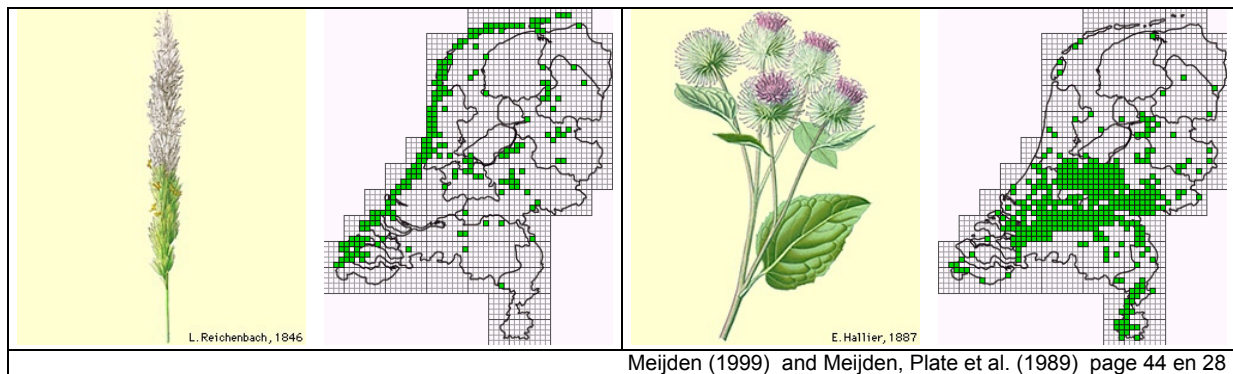 L. Reichenbach, 1846
E. Hallier, 1887
Meijden (1999) and Meijden, Plate et al. (1989) page 44 en 28